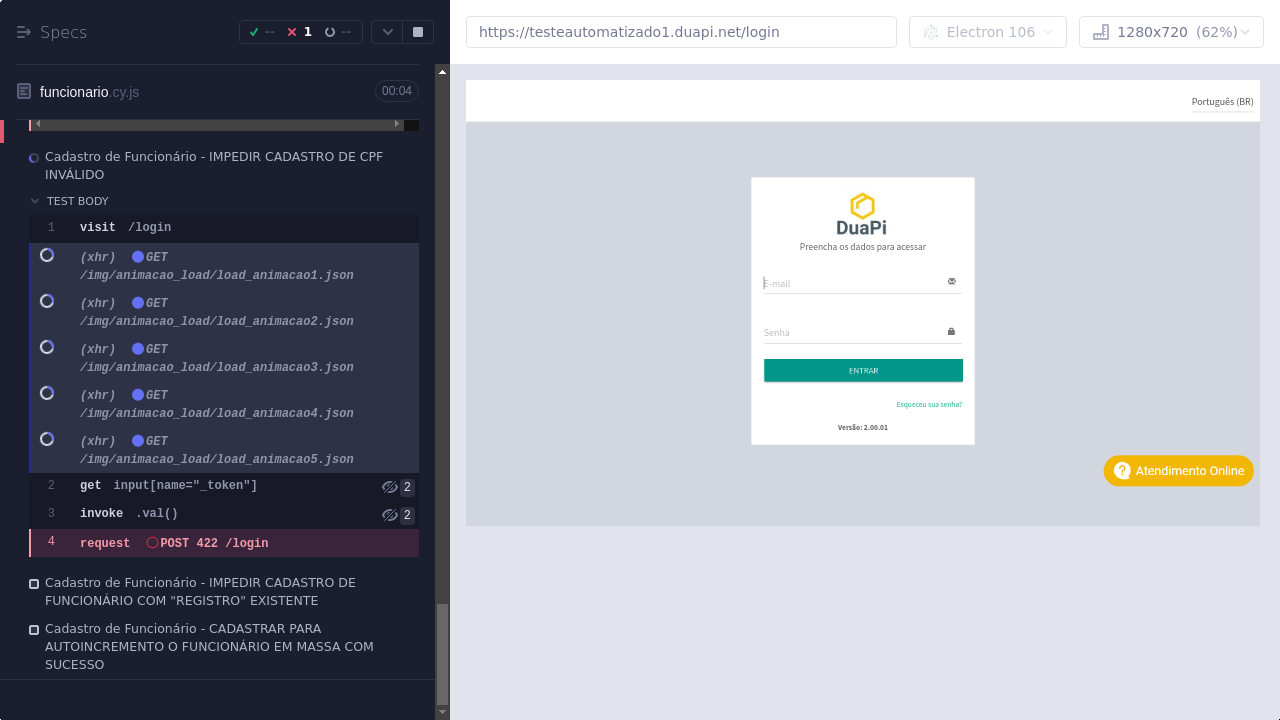 Specs
-- 1 --
funcionario.cy.js 00:04
Cadastro de Funcionário - IMPEDIR CADASTRO DE CPF
INVÁLIDO
TEST BODY
1 visit /login
(xhr) GET
/img/animacao_load/load_animacao1.json
(xhr) GET
/img/animacao_load/load_animacao2.json
(xhr) GET
/img/animacao_load/load_animacao3.json
(xhr) GET
/img/animacao_load/load_animacao4.json
(xhr) GET
/img/animacao_load/load_animacao5.json
2 get input[name="_token"] 2
3 invoke .val() 2
4 request POST 422 /login
Cadastro de Funcionário - IMPEDIR CADASTRO DE
FUNCIONÁRIO COM "REGISTRO" EXISTENTE
Cadastro de Funcionário - CADASTRAR PARA
AUTOINCREMENTO O FUNCIONÁRIO EM MASSA COM
SUCESSO
https://testeautomatizado1.duapi.net/login
Electron 106
1280x720 (62%)
Português (BR)
DuaPi
Preencha os dados para acessar
E-mail
Senha
ENTRAR
Esqueceu sua senha?
Versão: 2.00.01
Atendimento Online